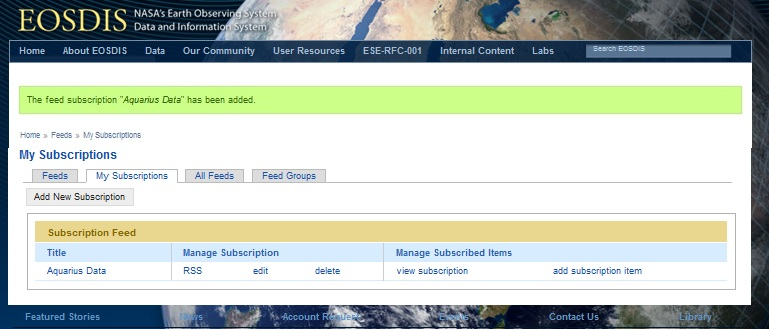 EOSDIS NASA's Earth Observing System
Data and Information System
Home About EOSDIS Data Our Community User Resources ESE-RFC-001 Internal Content Labs Search EOSDIS
The feed subscription "Aquarius Data" has been added.
Home » Feeds » My Subscriptions
My Subscriptions
Feeds My Subscriptions All Feeds Feed Groups
Add New Subscription
Subscription Feed
Title Manage Subscription Manage Subscribed Items
Aquarius Data RSS edit delete view subscription add subscription item
Featured Stories News Account Request Events Contact Us Library